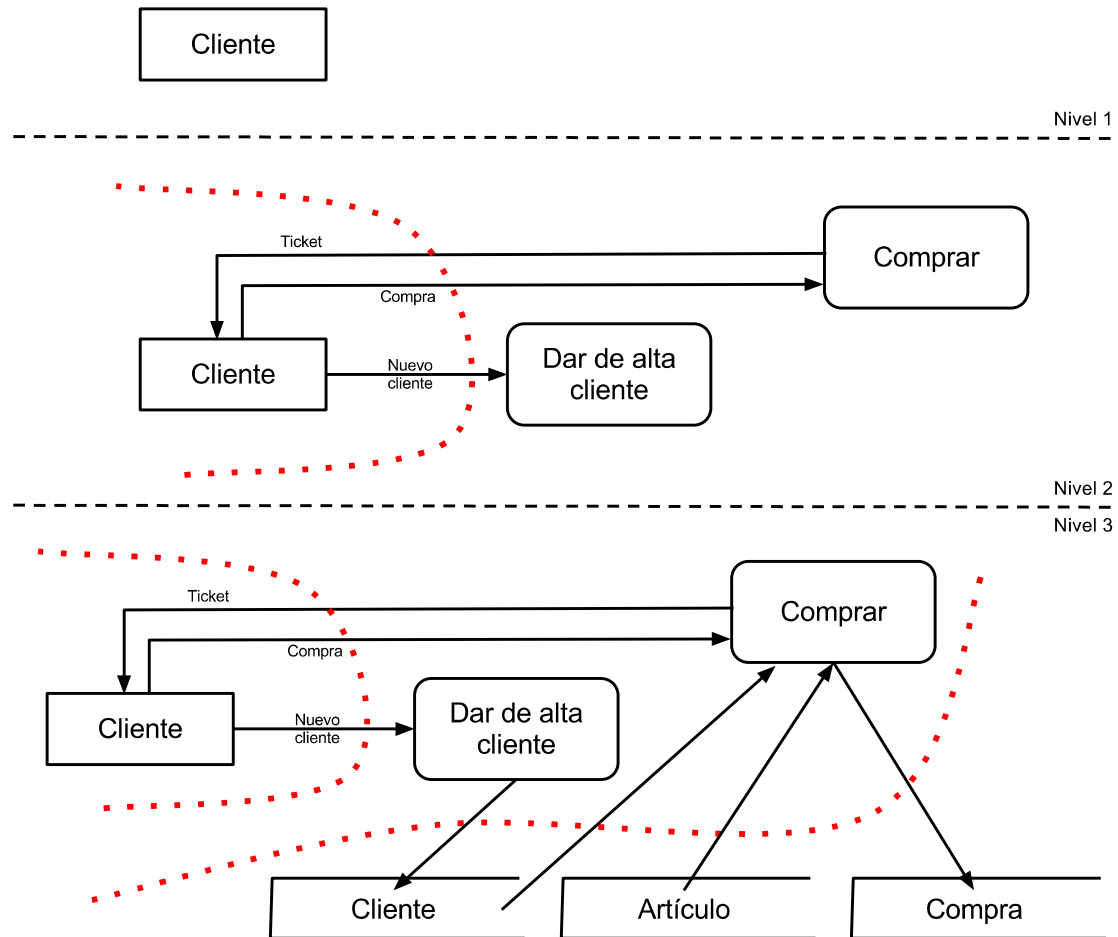 Cliente
Nivel 1
Ticket
Comprar
Compra
Cliente
Nuevo
cliente
Dar de alta
cliente
Nivel 2
Nivel 3
Ticket
Comprar
Compra
Cliente
Nuevo
cliente
Dar de alta
cliente
Cliente
Artículo
Compra